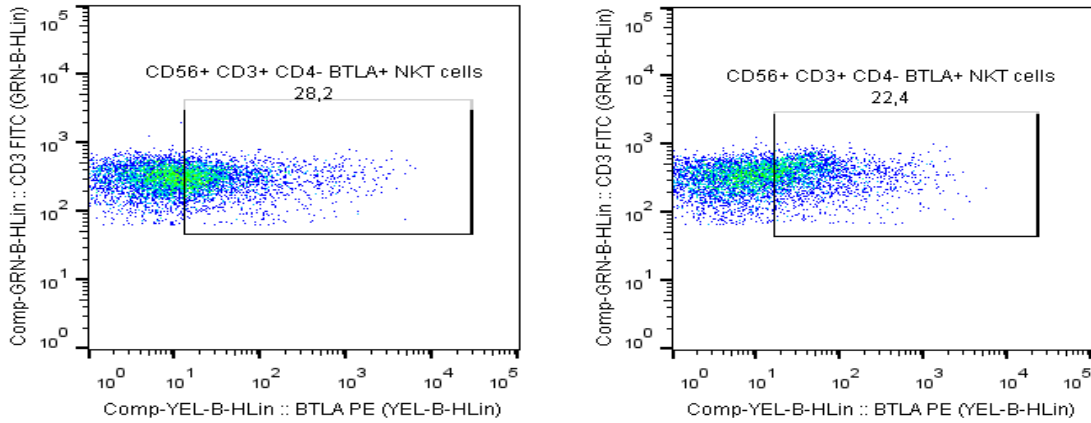 10^5
CD56+ CD3+ CD4- BTLA+ NKT cells
28,2
10^4
10^3
10^2
10^1
10^0
Comp-GRN-B-HLin :: CD3 FITC (GRN-B-HLin)
10^0 10^1 10^2 10^3 10^4 10^5
Comp-YEL-B-HLin :: BTLA PE (YEL-B-HLin)
10^5
CD56+ CD3+ CD4- BTLA+ NKT cells
22,4
10^4
10^3
10^2
10^1
10^0
Comp-GRN-B-HLin :: CD3 FITC (GRN-B-HLin)
10^0 10^1 10^2 10^3 10^4 10^5
Comp-YEL-B-HLin :: BTLA PE (YEL-B-HLin)